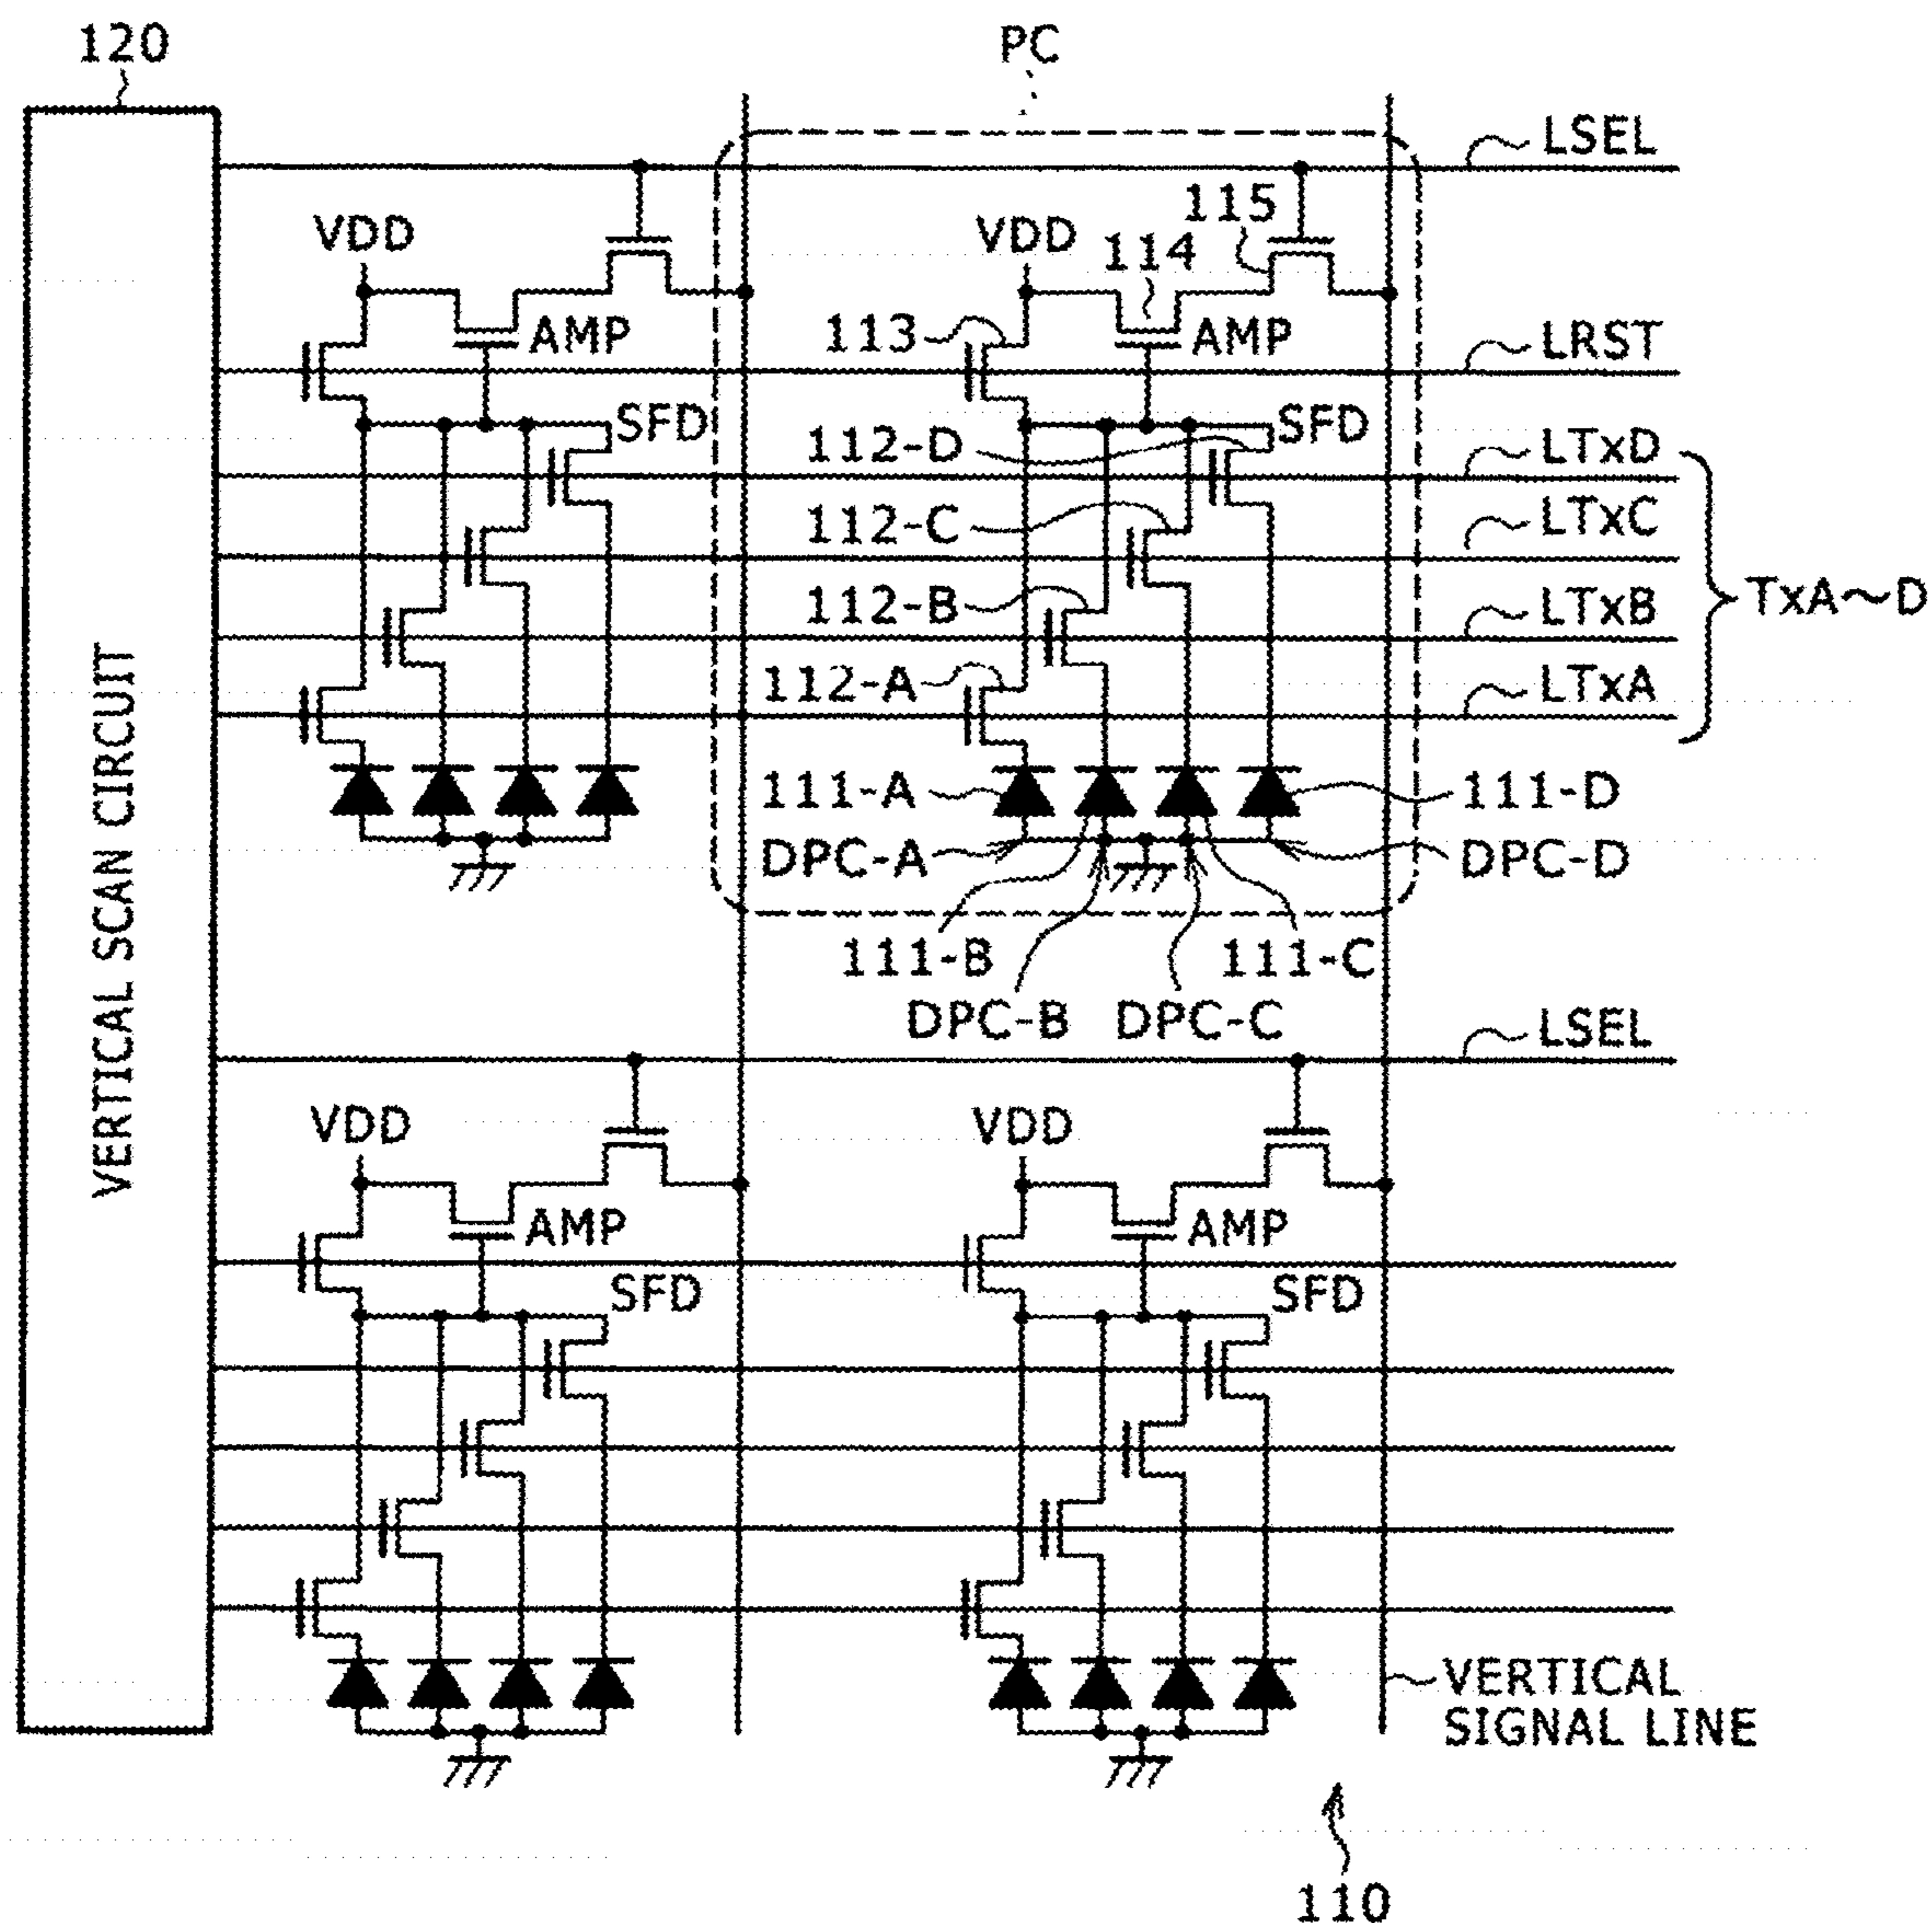 120
PC
LSEL
VDD
VDD
115
114
113
AMP
AMP
LRST
SFD
SFD
112-D
LTxD
112-C
LTxC
112-B
LTxB
TxA～D
112-A
LTxA
VERTICAL SCAN CIRCUIT
111-A
111-D
DPC-A
DPC-D
111-B
111-C
DPC-B
DPC-C
LSEL
VDD
VDD
AMP
AMP
SFD
SFD
VERTICAL
SIGNAL LINE
110